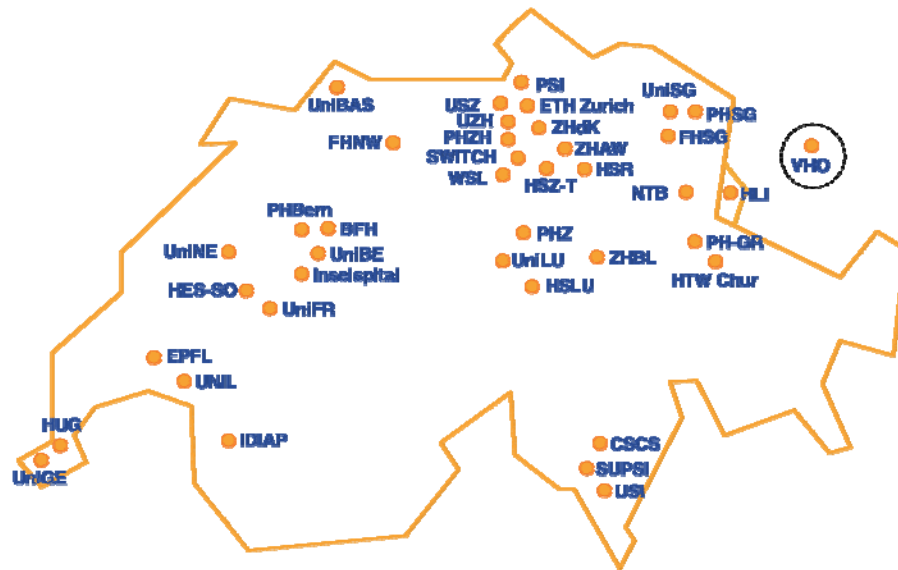 PSI
UniBAS
USZ
ETH Zurich
UniSG
PHSG
UZH
ZHdK
FHNW
PHZH
FHSG
ZHAW
SWITCH
VHO
WSL
HSZ-T
HSR
NTB
HLI
PHBern
BFH
PHZ
PH-GR
UniNE
UniBE
UniLU
ZHBL
Inselspital
HTW Chur
HES-SO
HSLU
UniFR
EPFL
UNIL
HUG
IDIAP
CSCS
UniGE
SUPSI
USI